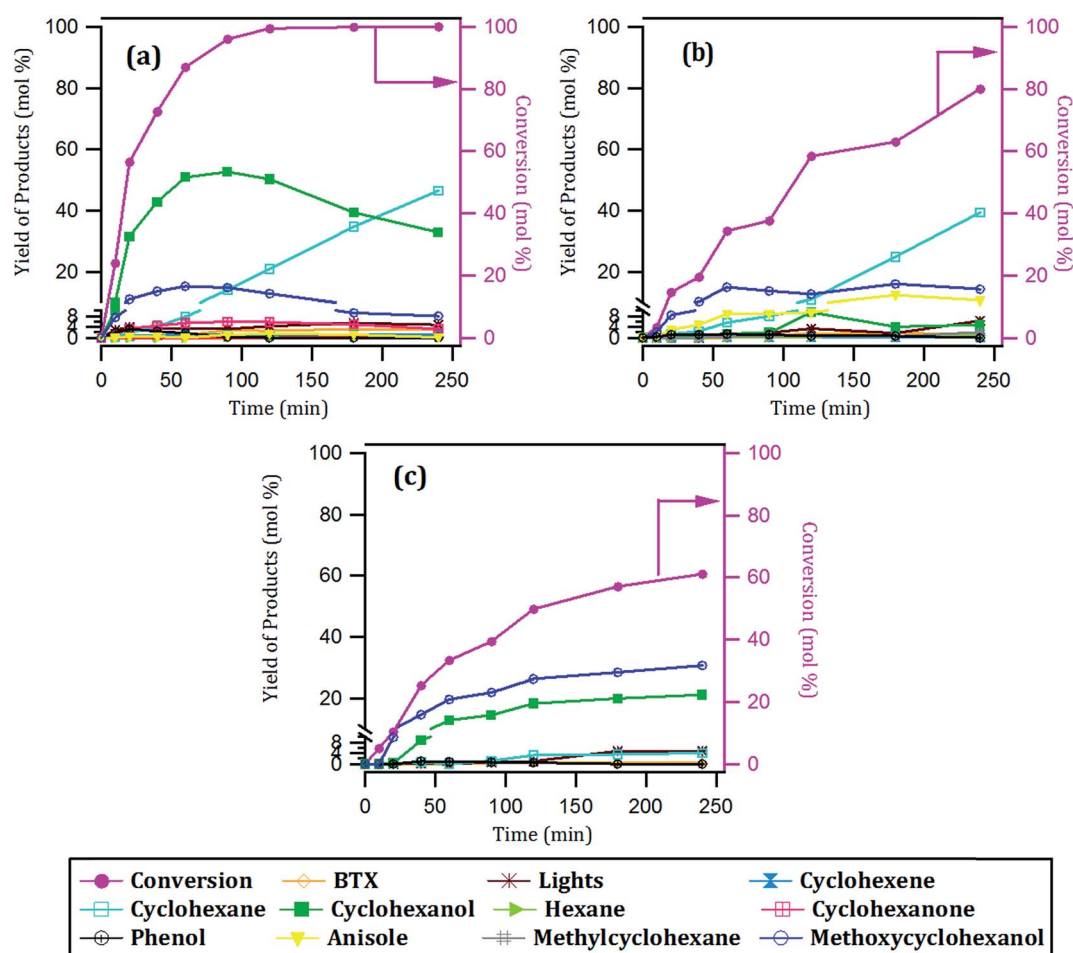 (a)
Yield of Products (mol %)
100
80
60
40
20
8
4
0
100
80
60
40
20
0
Conversion (mol %)
0 50 100 150 200 250
Time (min)
(b)
Yield of Products (mol %)
100
80
60
40
20
8
4
0
100
80
60
40
20
0
Conversion (mol %)
0 50 100 150 200 250
Time (min)
(c)
Yield of Products (mol %)
100
80
60
40
20
8
4
0
100
80
60
40
20
0
Conversion (mol %)
0 50 100 150 200 250
Time (min)
Conversion BTX Lights Cyclohexene
Cyclohexane Cyclohexanol Hexane Cyclohexanone
Phenol Anisole Methylcyclohexane Methoxycyclohexanol